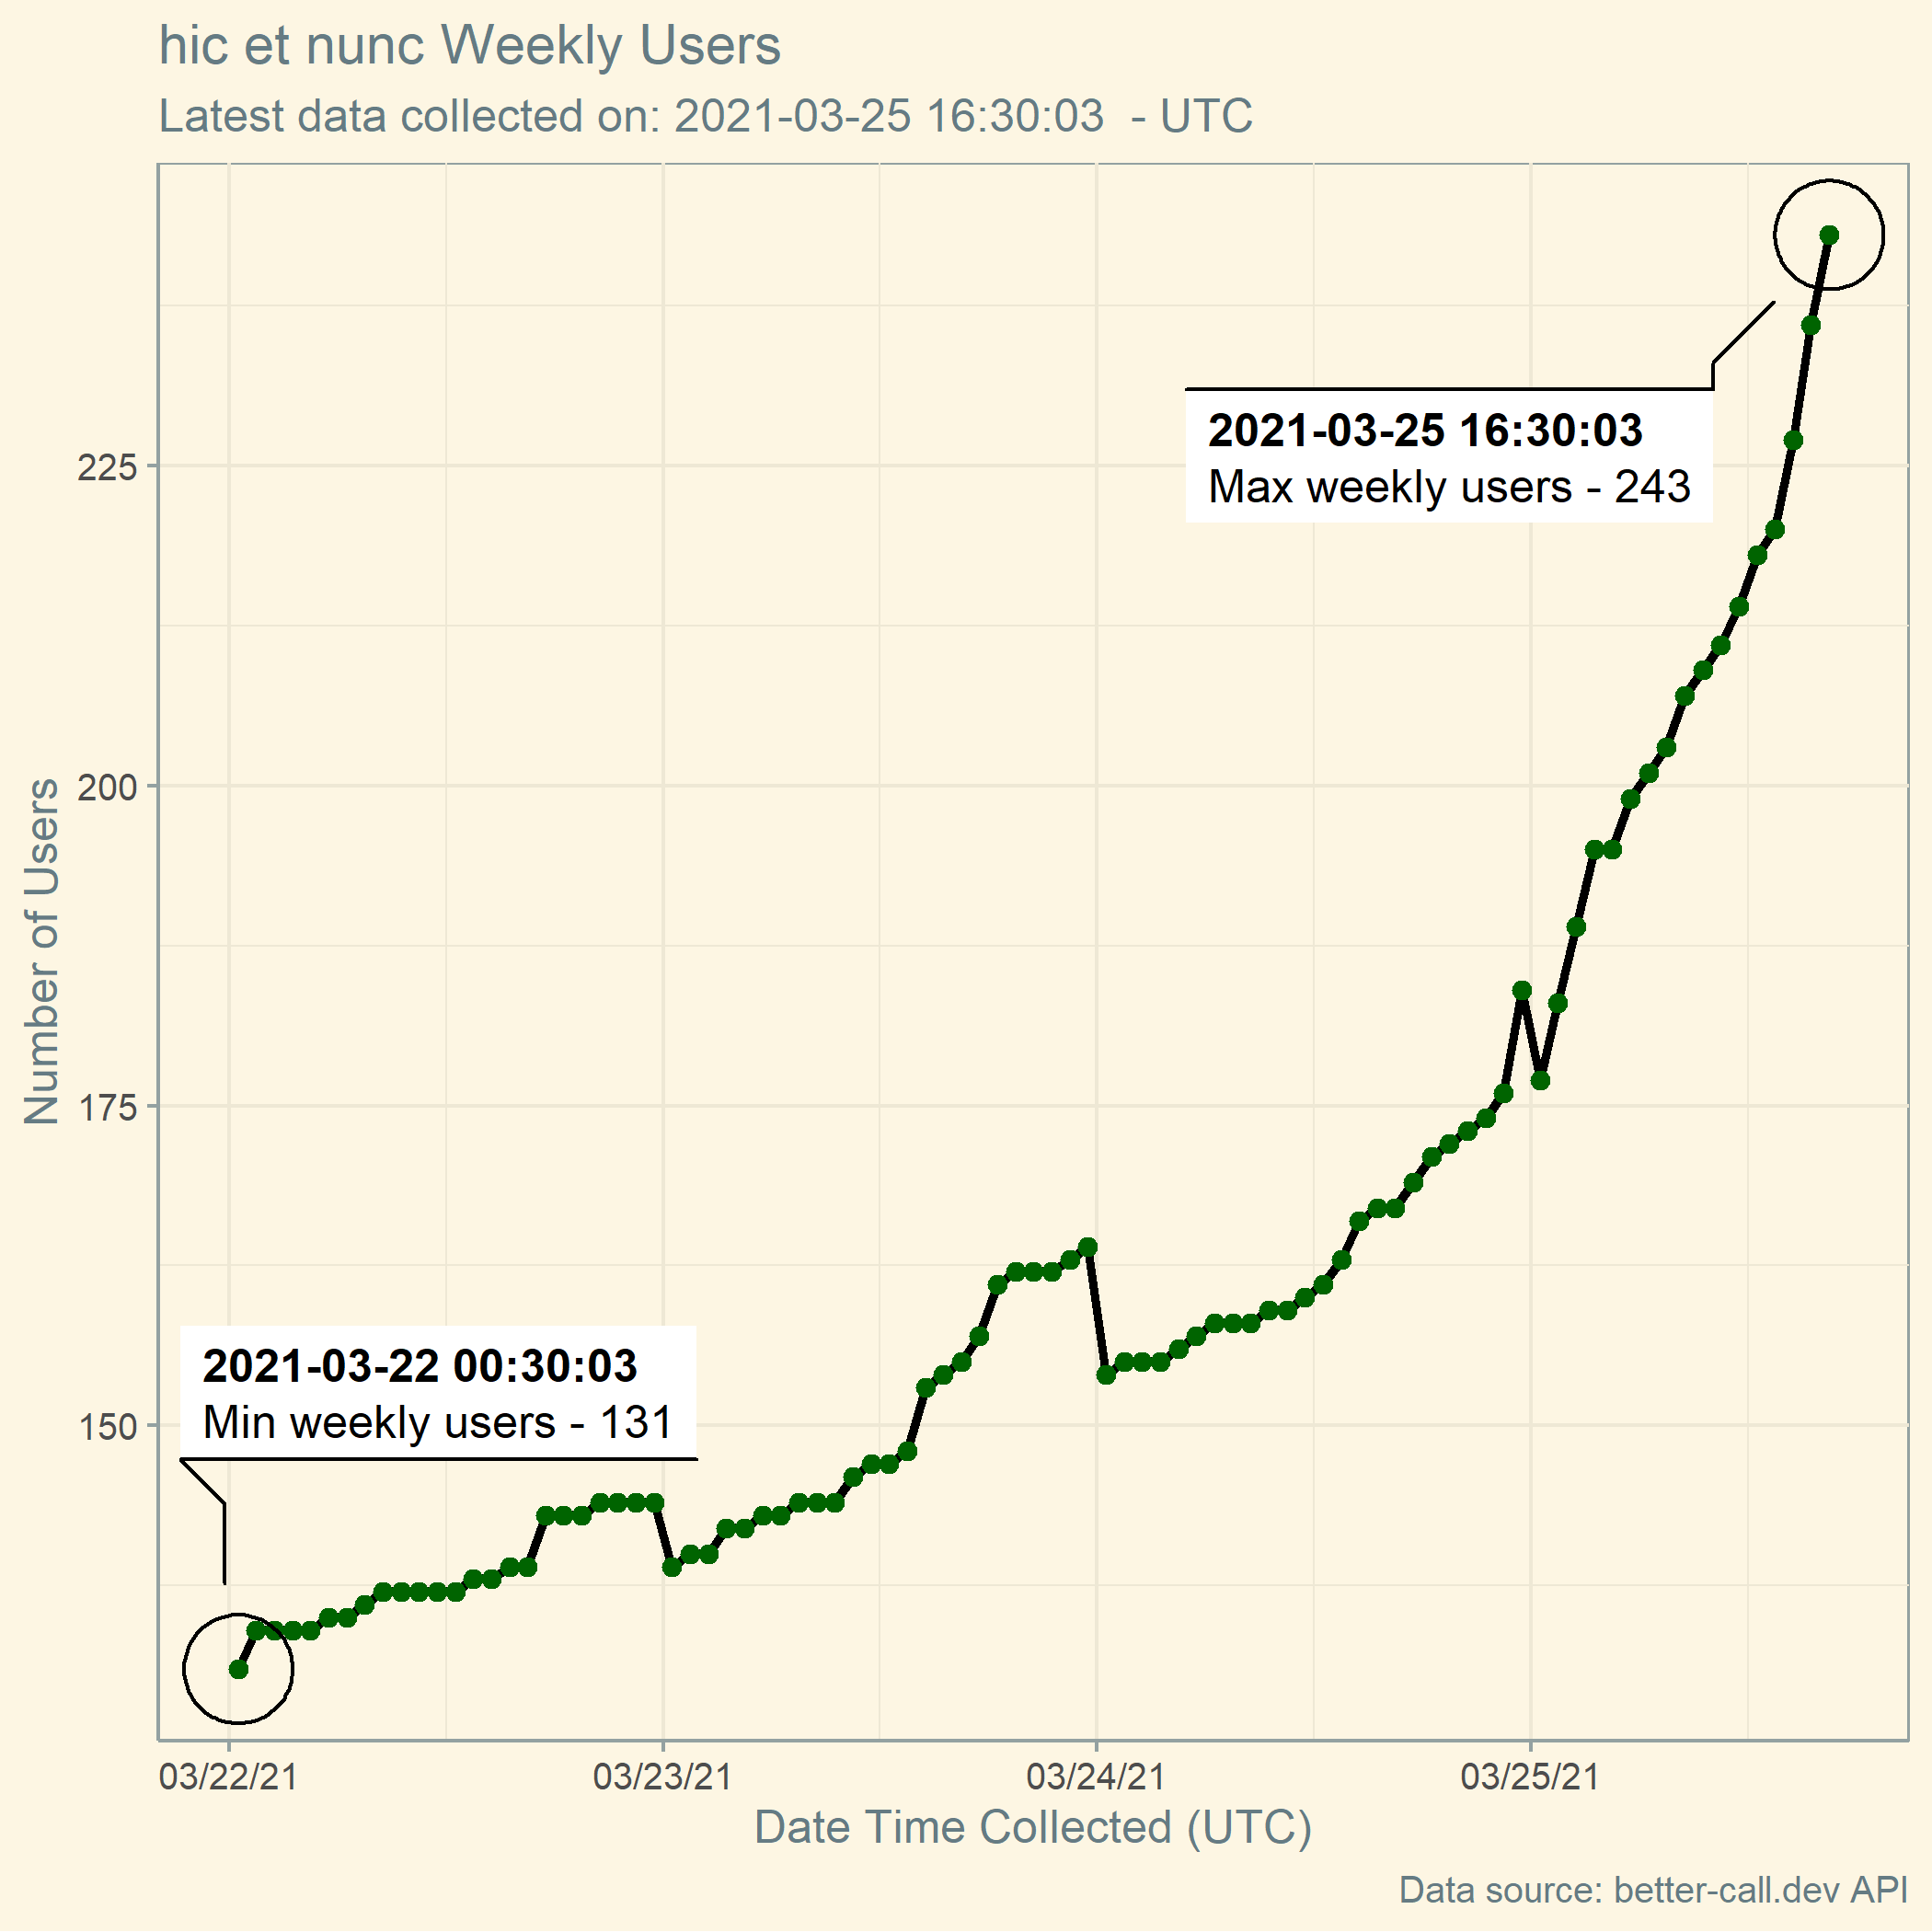 hic et nunc Weekly Users
Latest data collected on: 2021-03-25 16:30:03  - UTC
2021-03-25 16:30:03
Max weekly users - 243
225
200
175
150
Number of Users
2021-03-22 00:30:03
Min weekly users - 131
03/22/21
03/23/21
03/24/21
03/25/21
Date Time Collected (UTC)
Data source: better-call.dev API